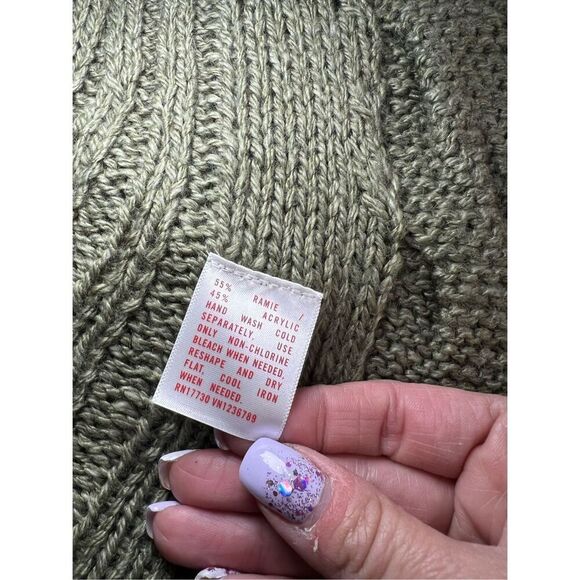 55% RAMIE /
45% ACRYLIC
HAND WASH COLD
SEPARATELY. USE
ONLY NON-CHLORINE
BLEACH WHEN NEEDED.
RESHAPE AND DRY
FLAT. COOL IRON
WHEN NEEDED.
RN17730 VN1236789